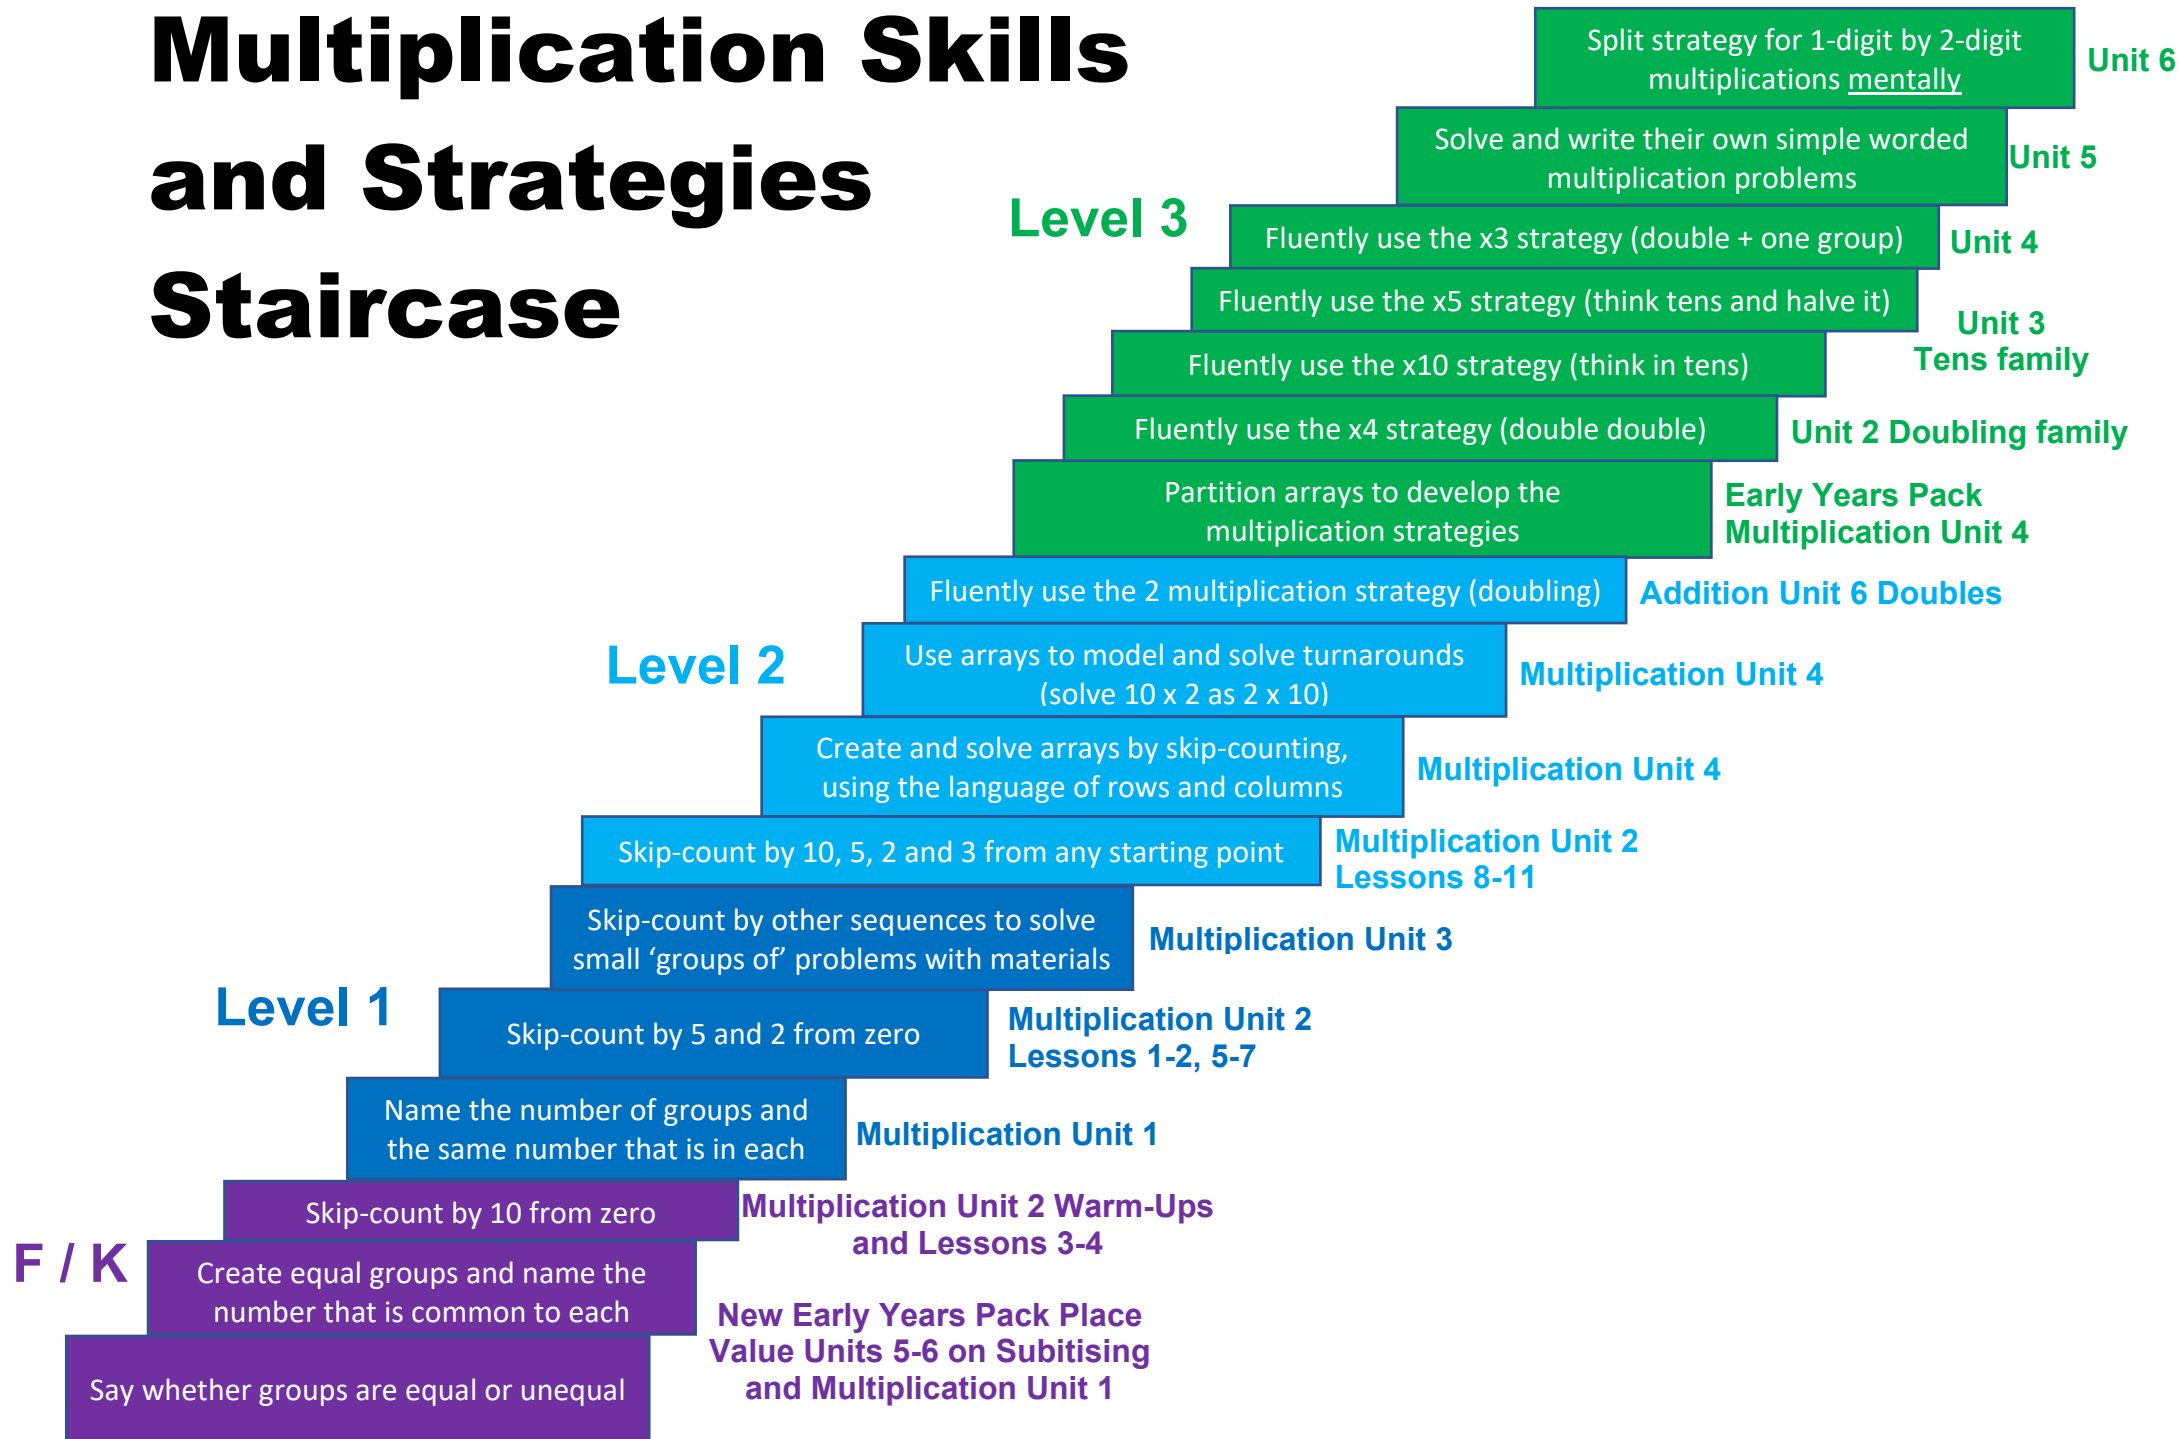 Multiplication Skills
and Strategies
Staircase
Split strategy for 1-digit by 2-digit
multiplications mentally
Unit 6
Solve and write their own simple worded
multiplication problems
Unit 5
Level 3
Fluently use the x3 strategy (double + one group)
Unit 4
Fluently use the x5 strategy (think tens and halve it)
Unit 3
Tens family
Fluently use the x10 strategy (think in tens)
Fluently use the x4 strategy (double double)
Unit 2 Doubling family
Partition arrays to develop the
multiplication strategies
Early Years Pack
Multiplication Unit 4
Fluently use the 2 multiplication strategy (doubling)
Addition Unit 6 Doubles
Level 2
Use arrays to model and solve turnarounds
(solve 10 x 2 as 2 x 10)
Multiplication Unit 4
Create and solve arrays by skip-counting,
using the language of rows and columns
Multiplication Unit 4
Skip-count by 10, 5, 2 and 3 from any starting point
Multiplication Unit 2
Lessons 8-11
Skip-count by other sequences to solve
small ‘groups of’ problems with materials
Multiplication Unit 3
Level 1
Skip-count by 5 and 2 from zero
Multiplication Unit 2
Lessons 1-2, 5-7
Name the number of groups and
the same number that is in each
Multiplication Unit 1
Skip-count by 10 from zero
Multiplication Unit 2 Warm-Ups
and Lessons 3-4
F / K
Create equal groups and name the
number that is common to each
New Early Years Pack Place
Value Units 5-6 on Subitising
and Multiplication Unit 1
Say whether groups are equal or unequal